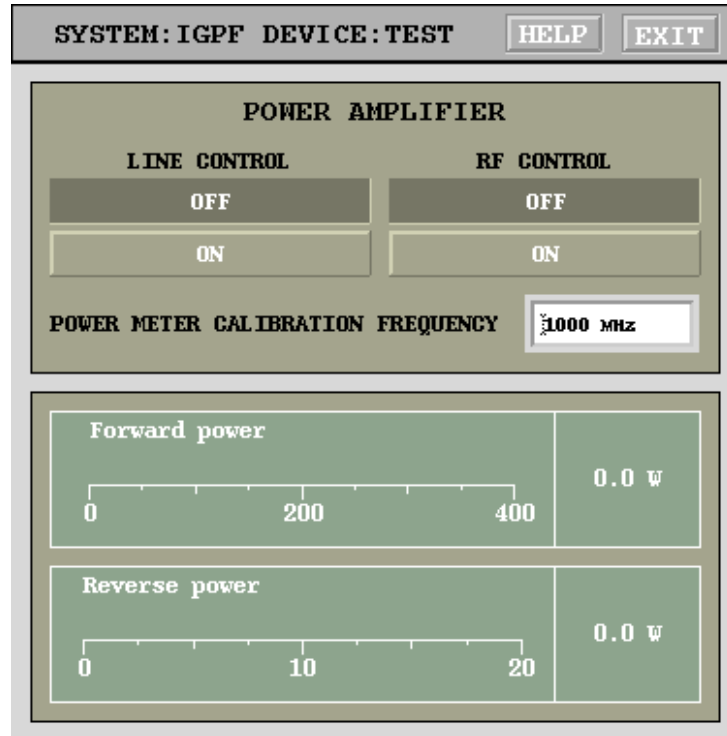 SYSTEM:IGPF DEVICE:TEST HELP EXIT
POWER AMPLIFIER
LINE CONTROL RF CONTROL
OFF OFF
ON ON
POWER METER CALIBRATION FREQUENCY 1000 MHz
Forward power
0.0 W
0 200 400
Reverse power
0.0 W
0 10 20